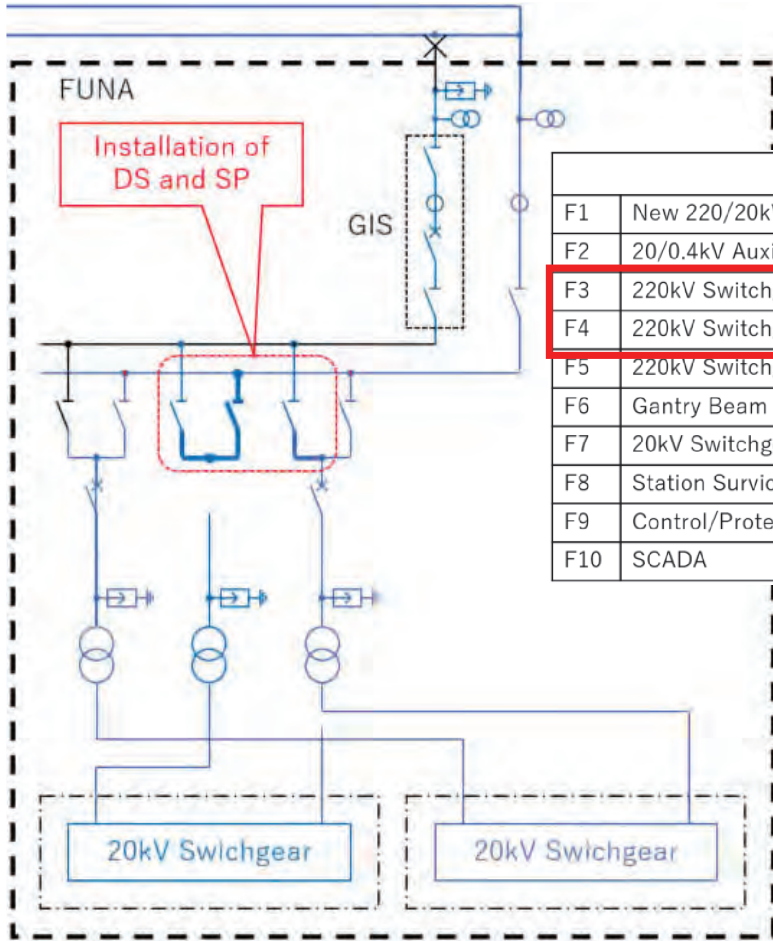 FUNA
Installation of
DS and SP
GIS
F1 New 220/20k
F2 20/0.4kV Auxi
F3 220kV Switch
F4 220kV Switch
F5 220kV Switch
F6 Gantry Beam
F7 20kV Switchg
F8 Station Survic
F9 Control/Prote
F10 SCADA
20kV Swichgear
20kV Swichgear